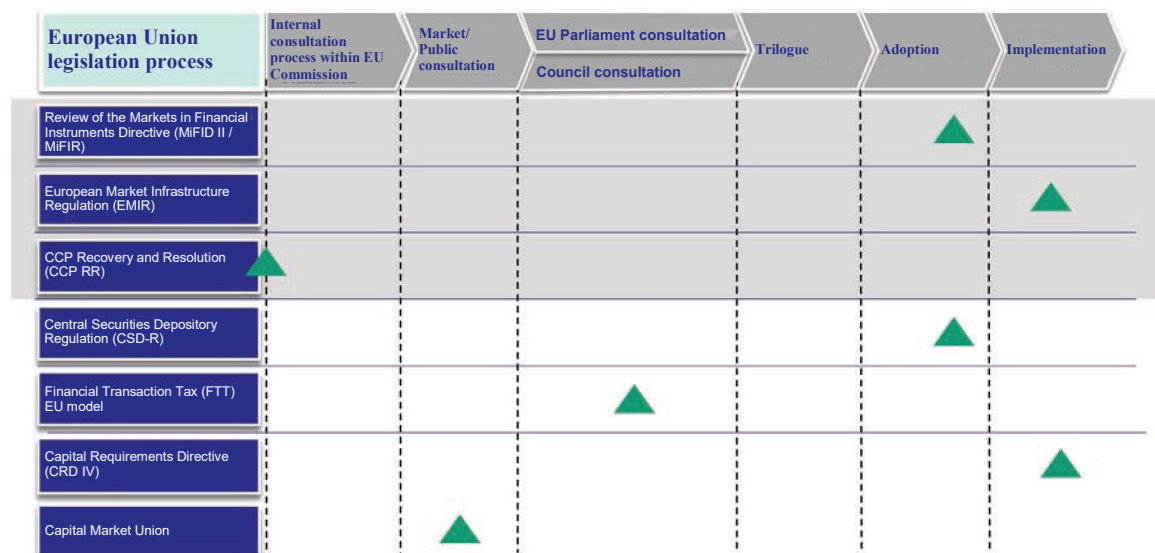 European Union
legislation process
Internal
consultation
process within EU
Commission
Market/
Public
consultation
EU Parliament consultation
Council consultation
Trilogue
Adoption
Implementation
Review of the Markets in Financial
Instruments Directive (MiFID II /
MiFIR)
European Market Infrastructure
Regulation (EMIR)
CCP Recovery and Resolution
(CCP RR)
Central Securities Depository
Regulation (CSD-R)
Financial Transaction Tax (FTT)
EU model
Capital Requirements Directive
(CRD IV)
Capital Market Union